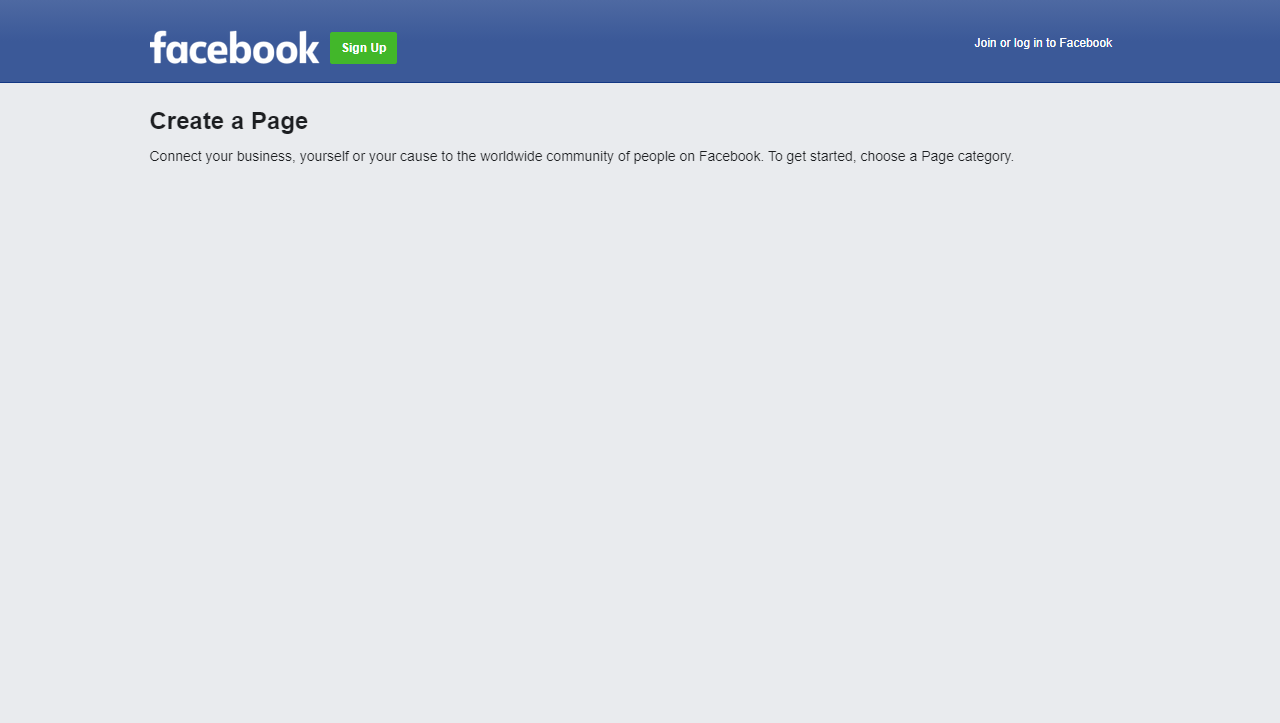 facebook
Sign Up
Join or log in to Facebook
Create a Page
Connect your business, yourself or your cause to the worldwide community of people on Facebook. To get started, choose a Page category.